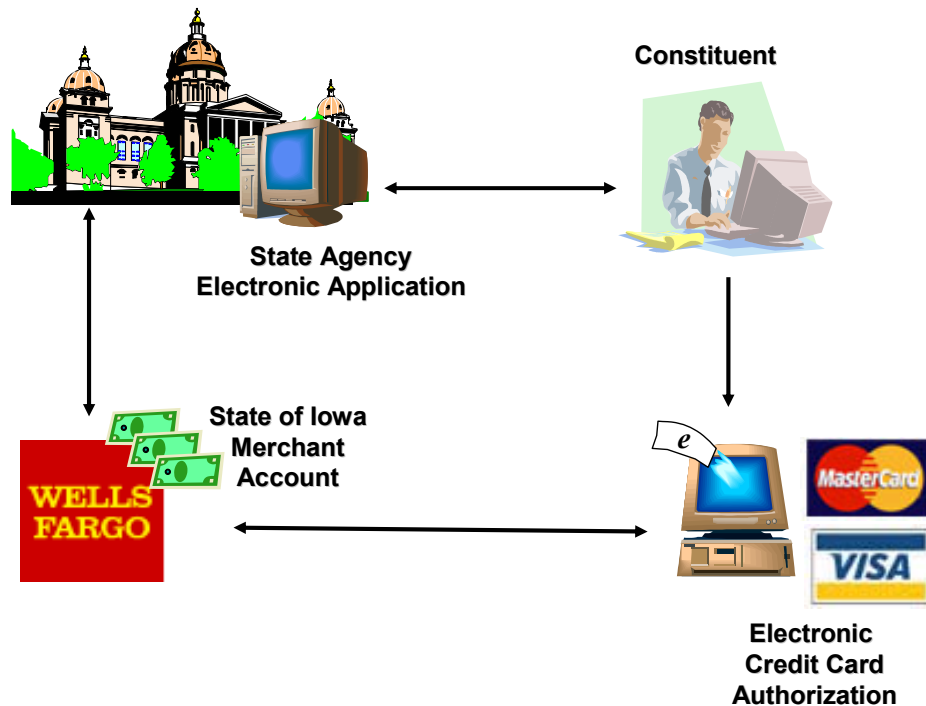 Constituent
State Agency
Electronic Application
State of Iowa
Merchant
Account
WELLS
FARGO
e
MasterCard
VISA
Electronic
Credit Card
Authorization